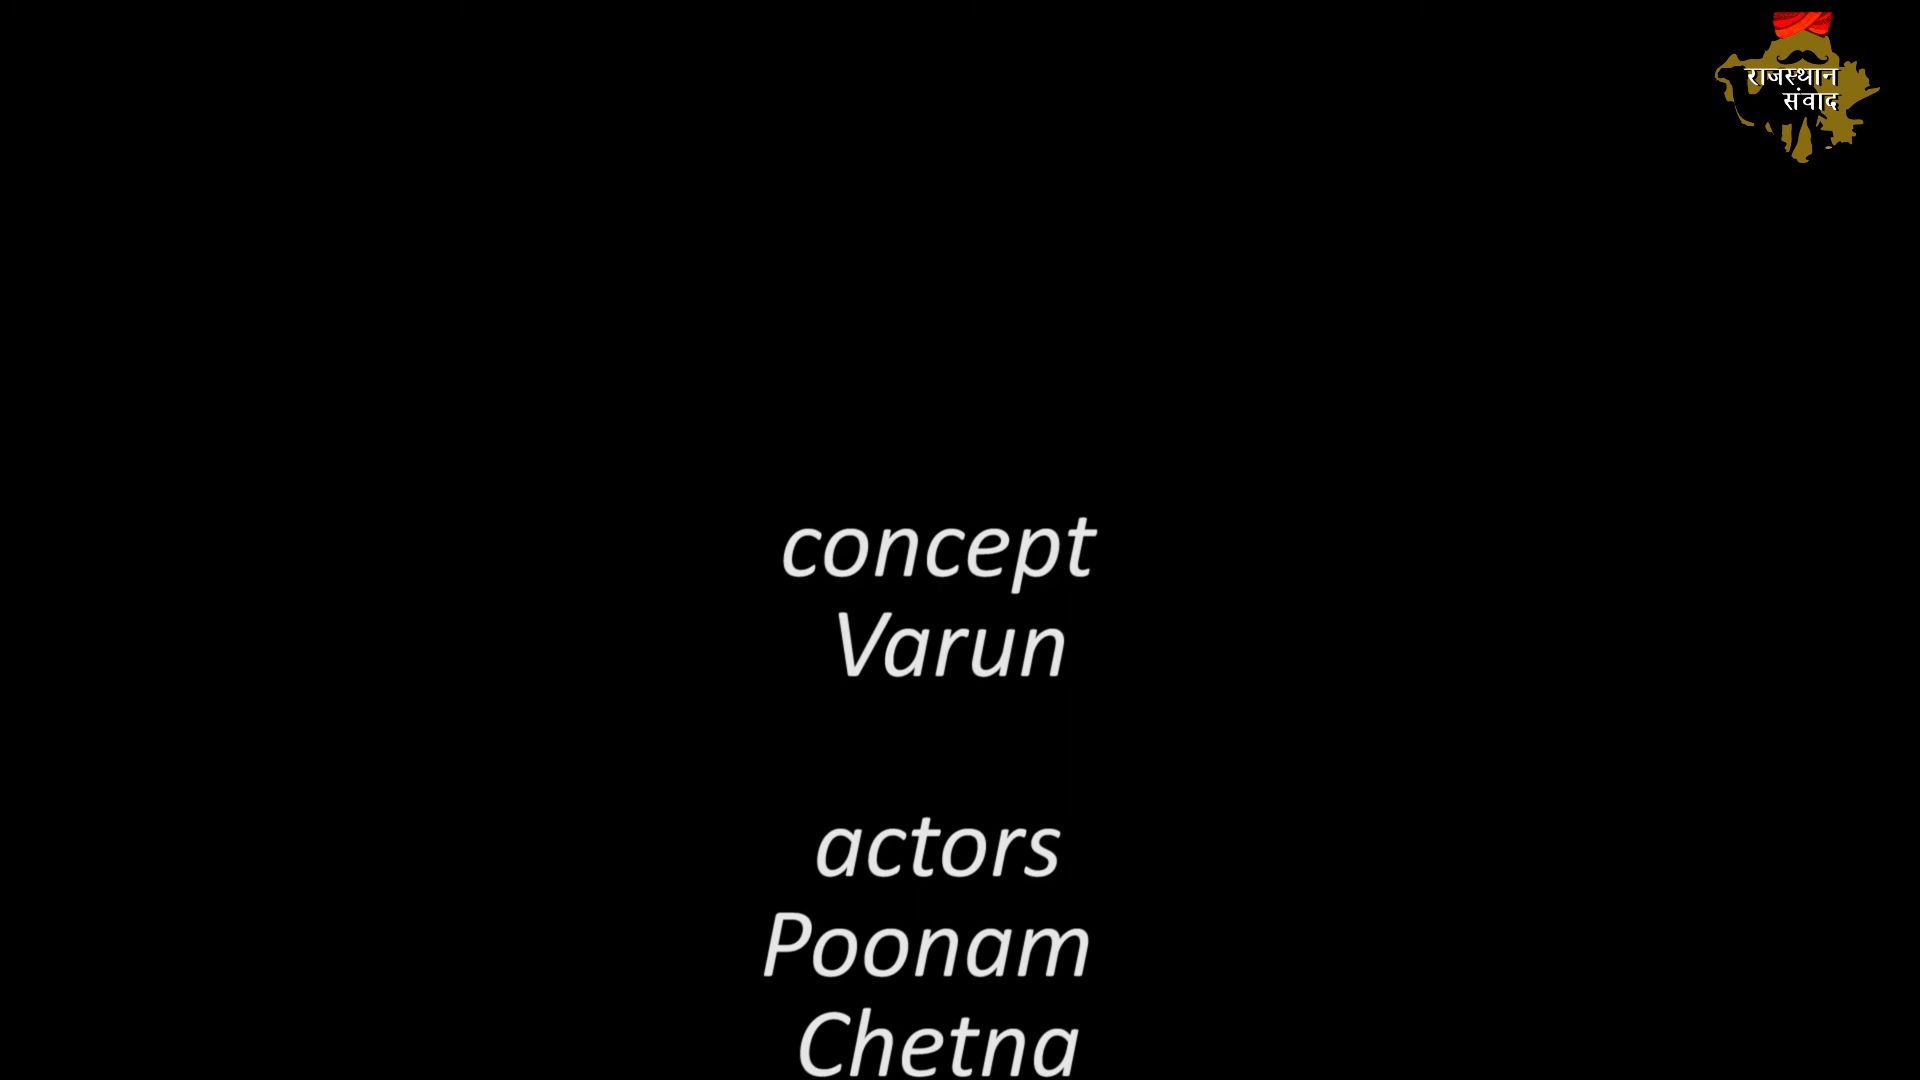 राजस्थान
संवाद
concept
Varun
actors
Poonam
Chetna